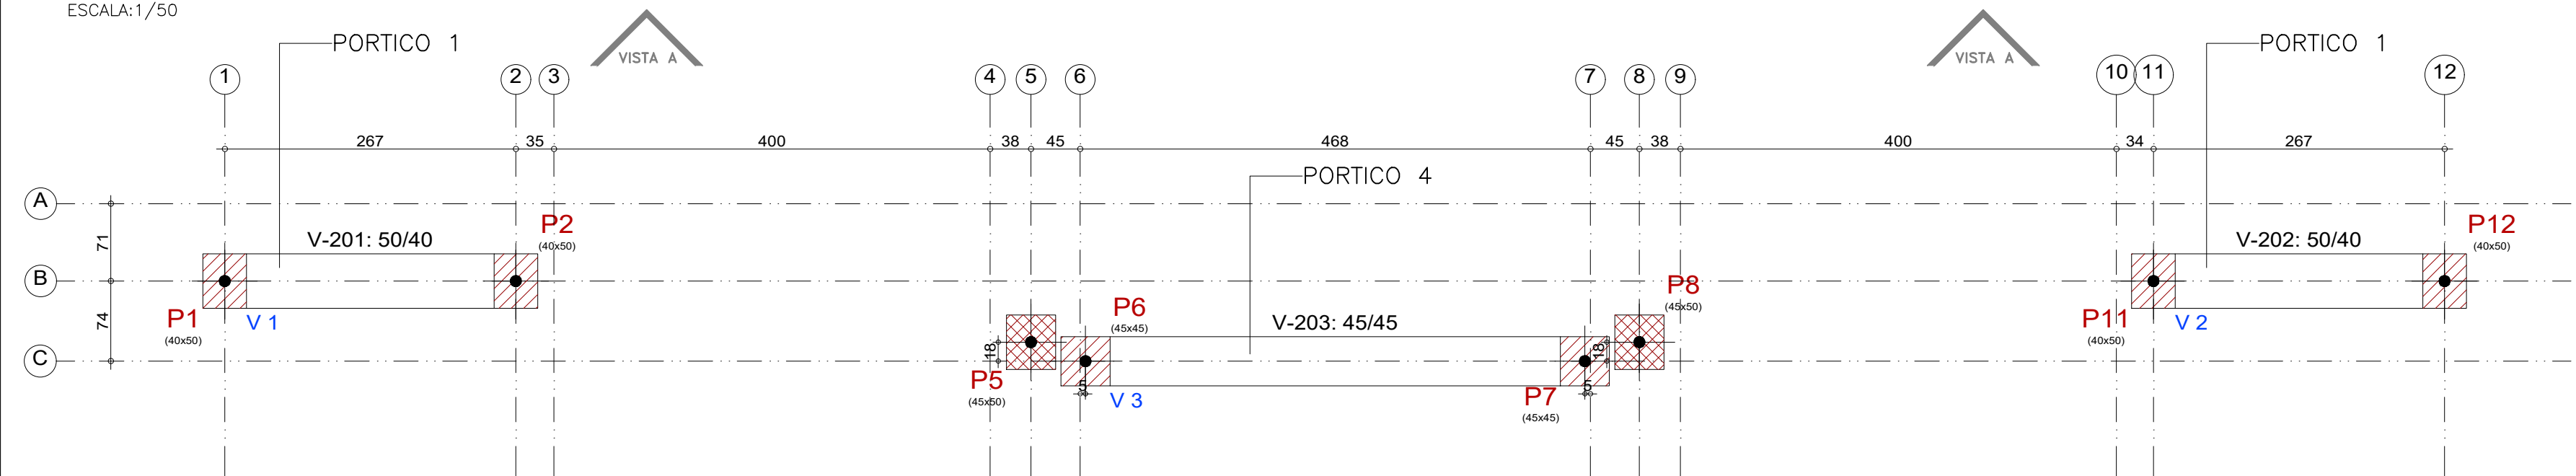 ESCALA:1/50
PORTICO 1
VISTA A
VISTA A
PORTICO 1
1 2 3 4 5 6 7 8 9 10 11 12
267 35 400 38 45 468 45 38 400 34 267
PORTICO 4
A
71
P2
(40x50)
P12
(40x50)
V-201: 50/40
V-202: 50/40
B
P8
(45x50)
P6
(45x45)
74
P1
(40x50)
V 1
V-203: 45/45
P11
(40x50)
V 2
18
18
C
P5
(45x50)
5
5
V 3
P7
(45x45)